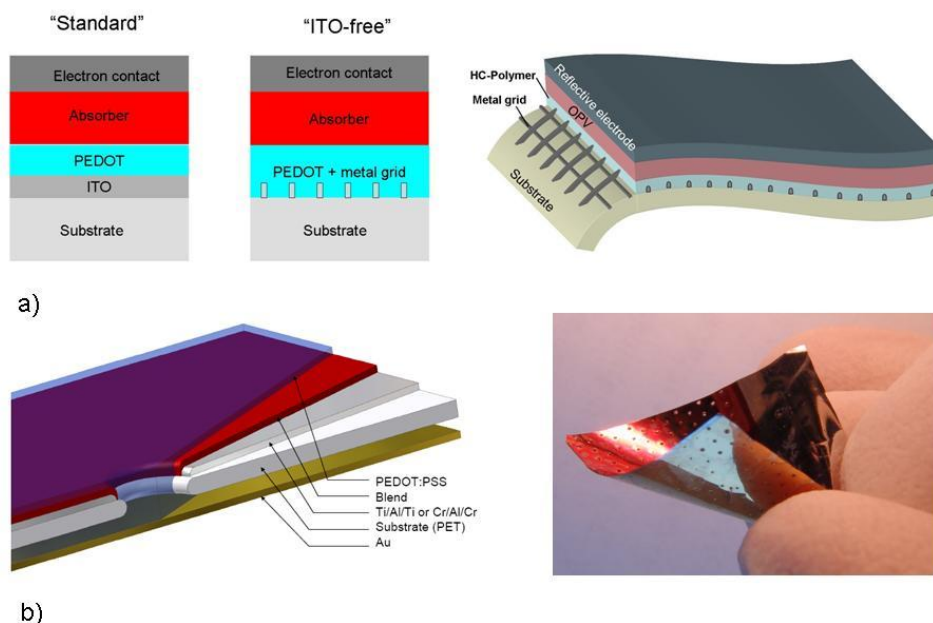 “Standard”
Electron contact
Absorber
PEDOT
ITO
Substrate
“ITO-free”
Electron contact
Absorber
PEDOT + metal grid
Substrate
HC-Polymer
Metal grid
OPV
Reflective electrode
Substrate
a)
PEDOT:PSS
Blend
Ti/Al/Ti or Cr/Al/Cr
Substrate (PET)
Au
b)